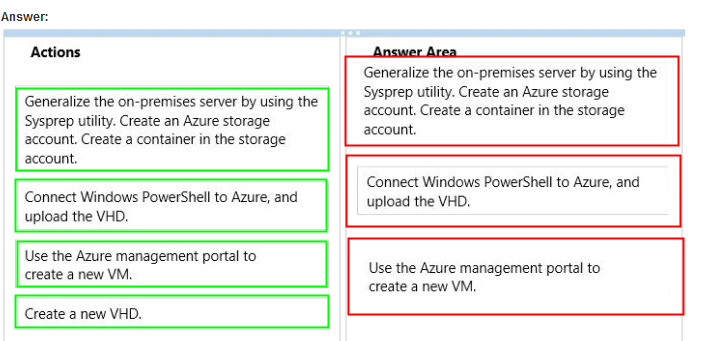 Answer:
Actions
Generalize the on-premises server by using the
Sysprep utility. Create an Azure storage
account. Create a container in the storage
account.
Connect Windows PowerShell to Azure, and
upload the VHD.
Use the Azure management portal to
create a new VM.
Create a new VHD.
Answer Area
Generalize the on-premises server by using the
Sysprep utility. Create an Azure storage
account. Create a container in the storage
account.
Connect Windows PowerShell to Azure, and
upload the VHD.
Use the Azure management portal to
create a new VM.